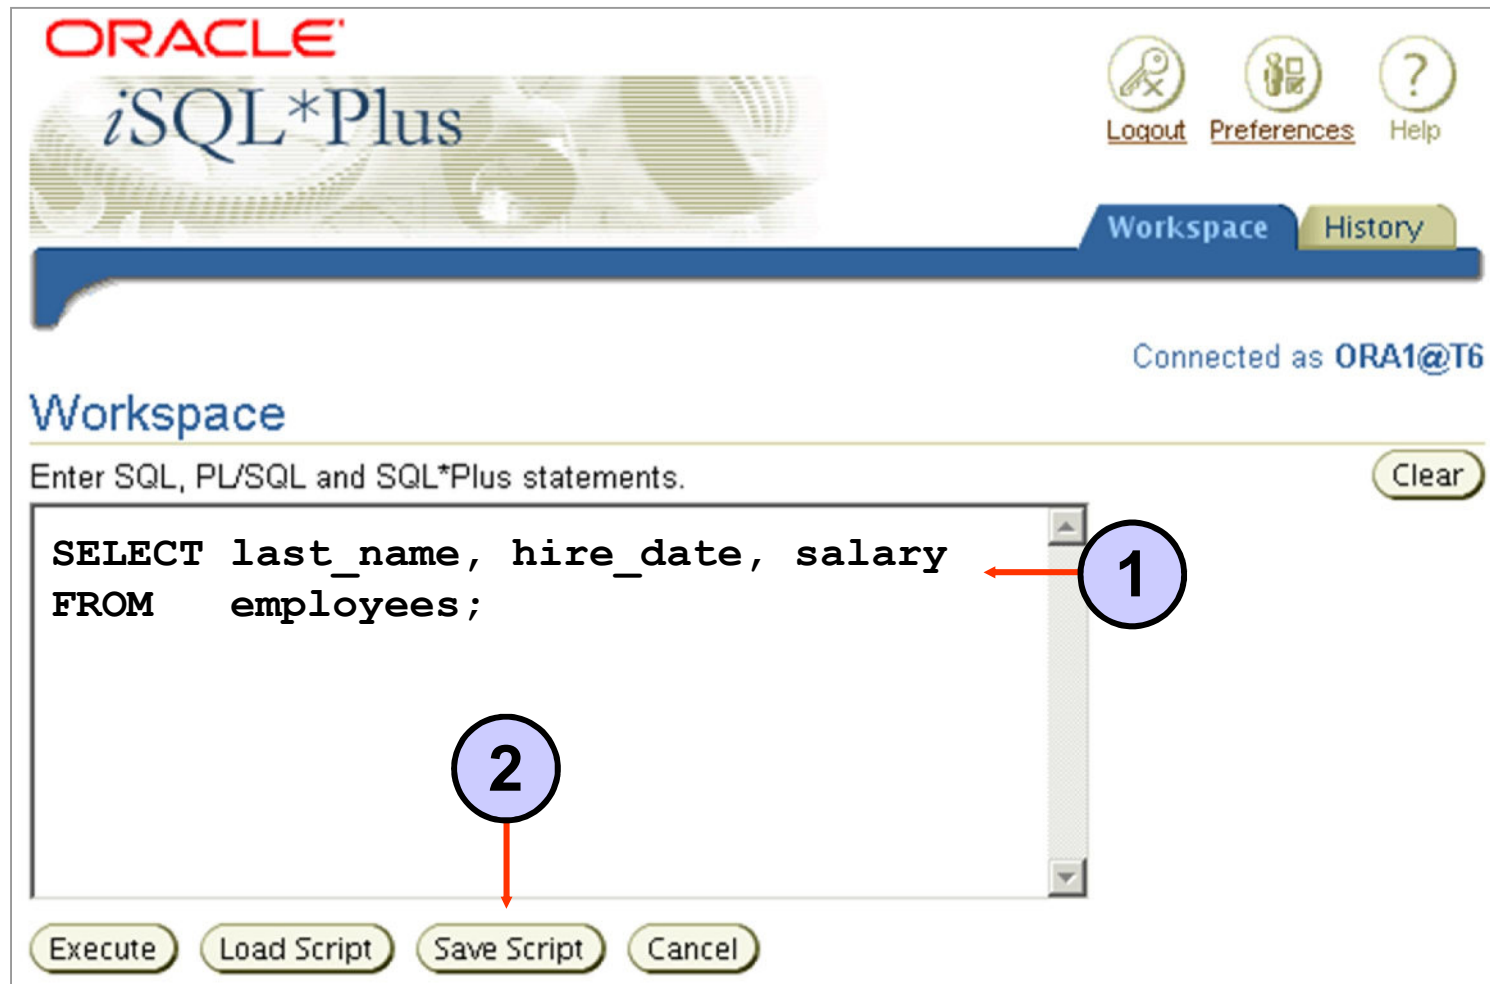 ORACLE
iSQL*Plus
Logout Preferences Help
Workspace History
Connected as ORA1@T6
Workspace
Enter SQL, PL/SQL and SQL*Plus statements.
Clear
SELECT last_name, hire_date, salary
FROM employees;
1
2
Execute Load Script Save Script Cancel